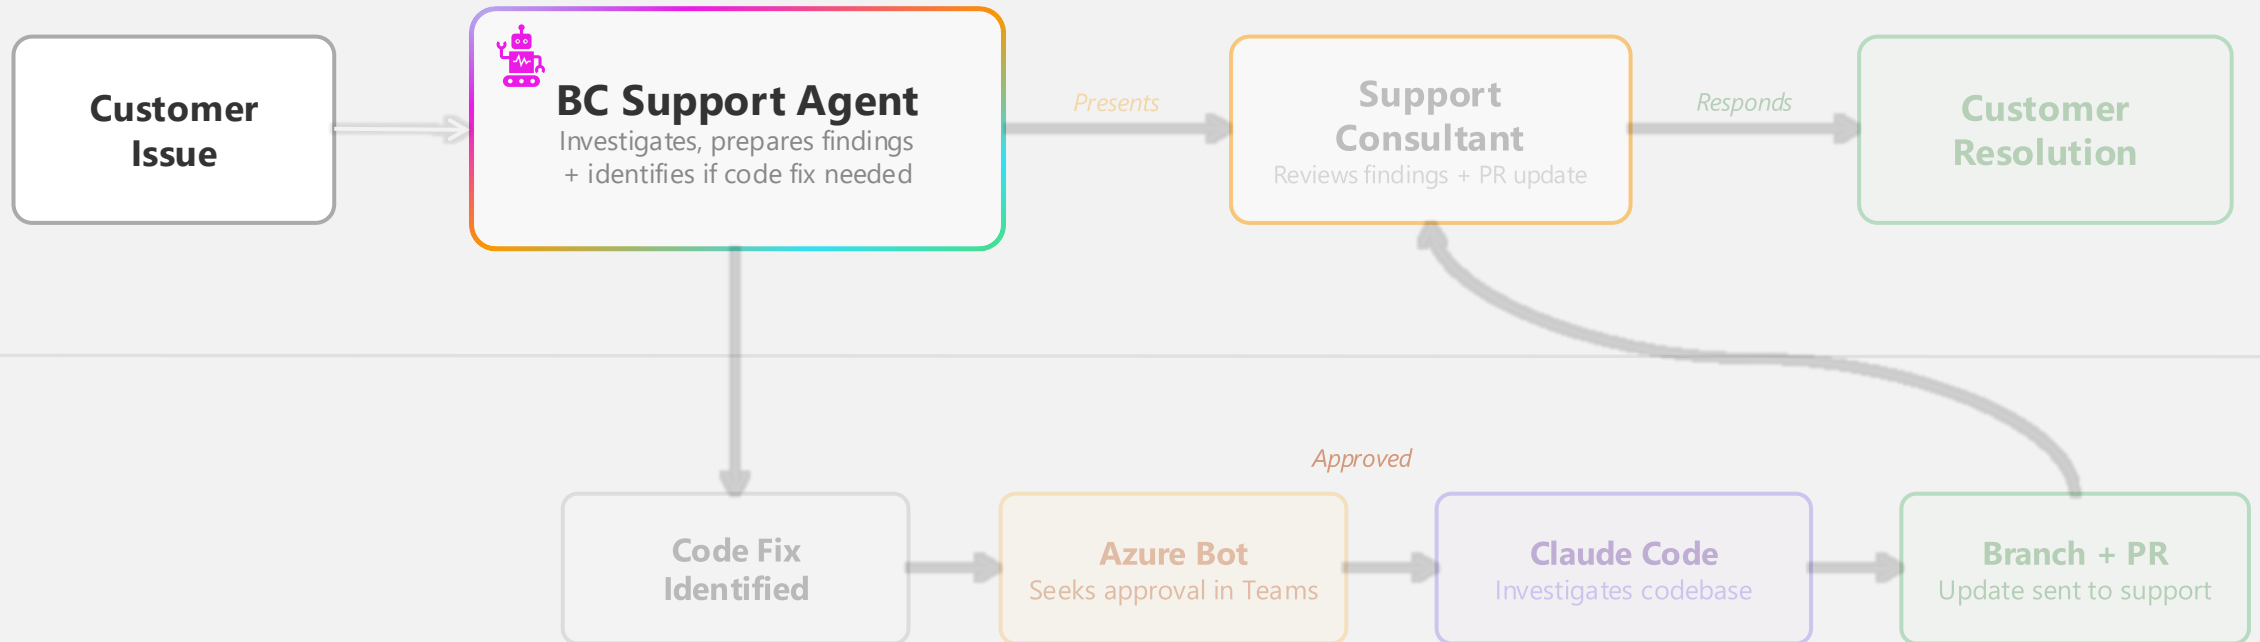 Customer
Issue
BC Support Agent
Investigates, prepares findings
+ identifies if code fix needed
Presents
Support
Consultant
Reviews findings + PR update
Responds
Customer
Resolution
Approved
Code Fix
Identified
Azure Bot
Seeks approval in Teams
Claude Code
Investigates codebase
Branch + PR
Update sent to support